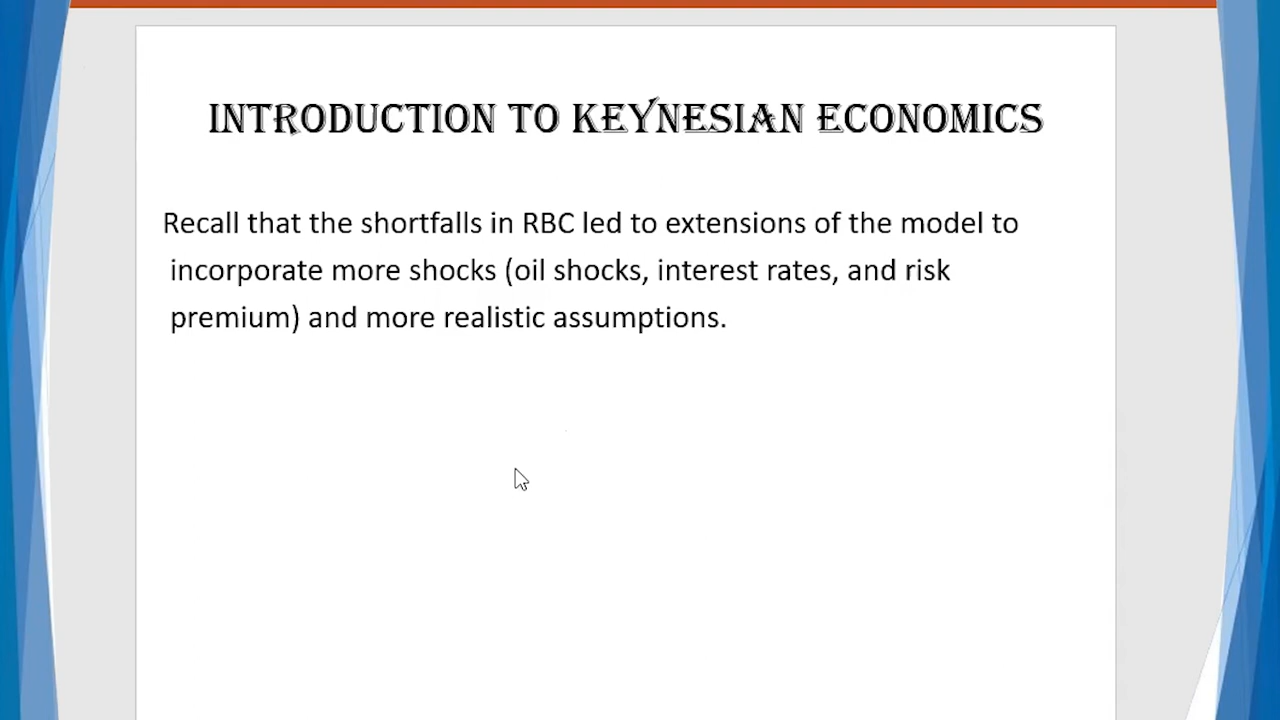 INTRODUCTION TO KEYNESIAN ECONOMICS
Recall that the shortfalls in RBC led to extensions of the model to
incorporate more shocks (oil shocks, interest rates, and risk
premium) and more realistic assumptions.